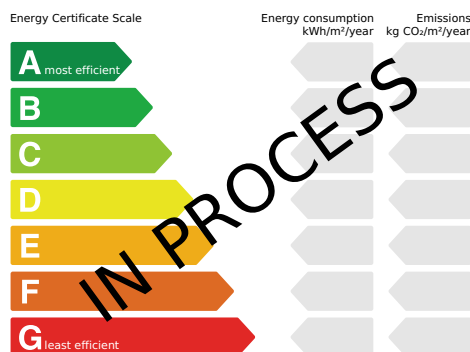 Energy Certificate Scale
Energy consumption
kWh/m²/year
Emissions
kg CO₂/m²/year
A most efficient
B
C
D
E
F
G least efficient
IN PROCESS